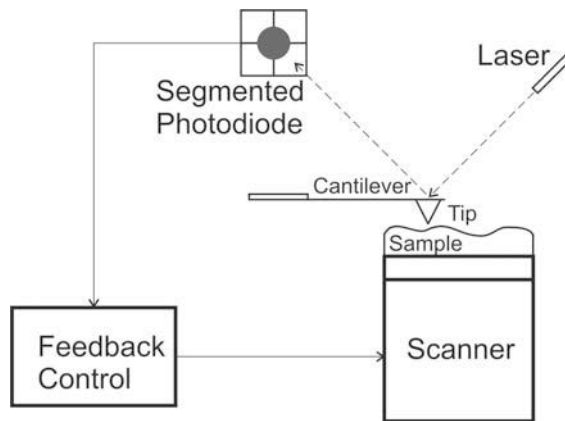 Laser
Segmented
Photodiode
Cantilever
Tip
Sample
Feedback
Control
Scanner